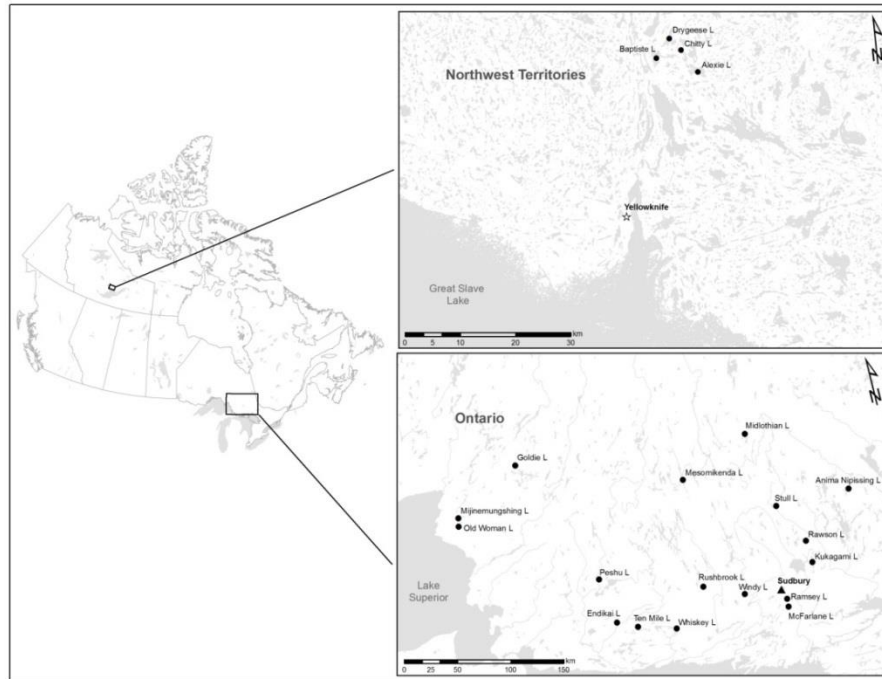 Drygeese L
Chitty L
Baptiste L
Alexie L
N
Northwest Territories
Yellowknife
Great Slave
Lake
km
0 5 10 20 30
N
Ontario
Midlothian L
Goldie L
Mesomikenda L
Anima Nipissing L
Stull L
Mijinemungshing L
Old Woman L
Rawson L
Kukagami L
Peshu L
Rushbrook L
Windy L
Sudbury
Ramsey L
McFarlane L
Lake
Superior
Endikai L
Ten Mile L
Whiskey L
km
0 25 50 100 150